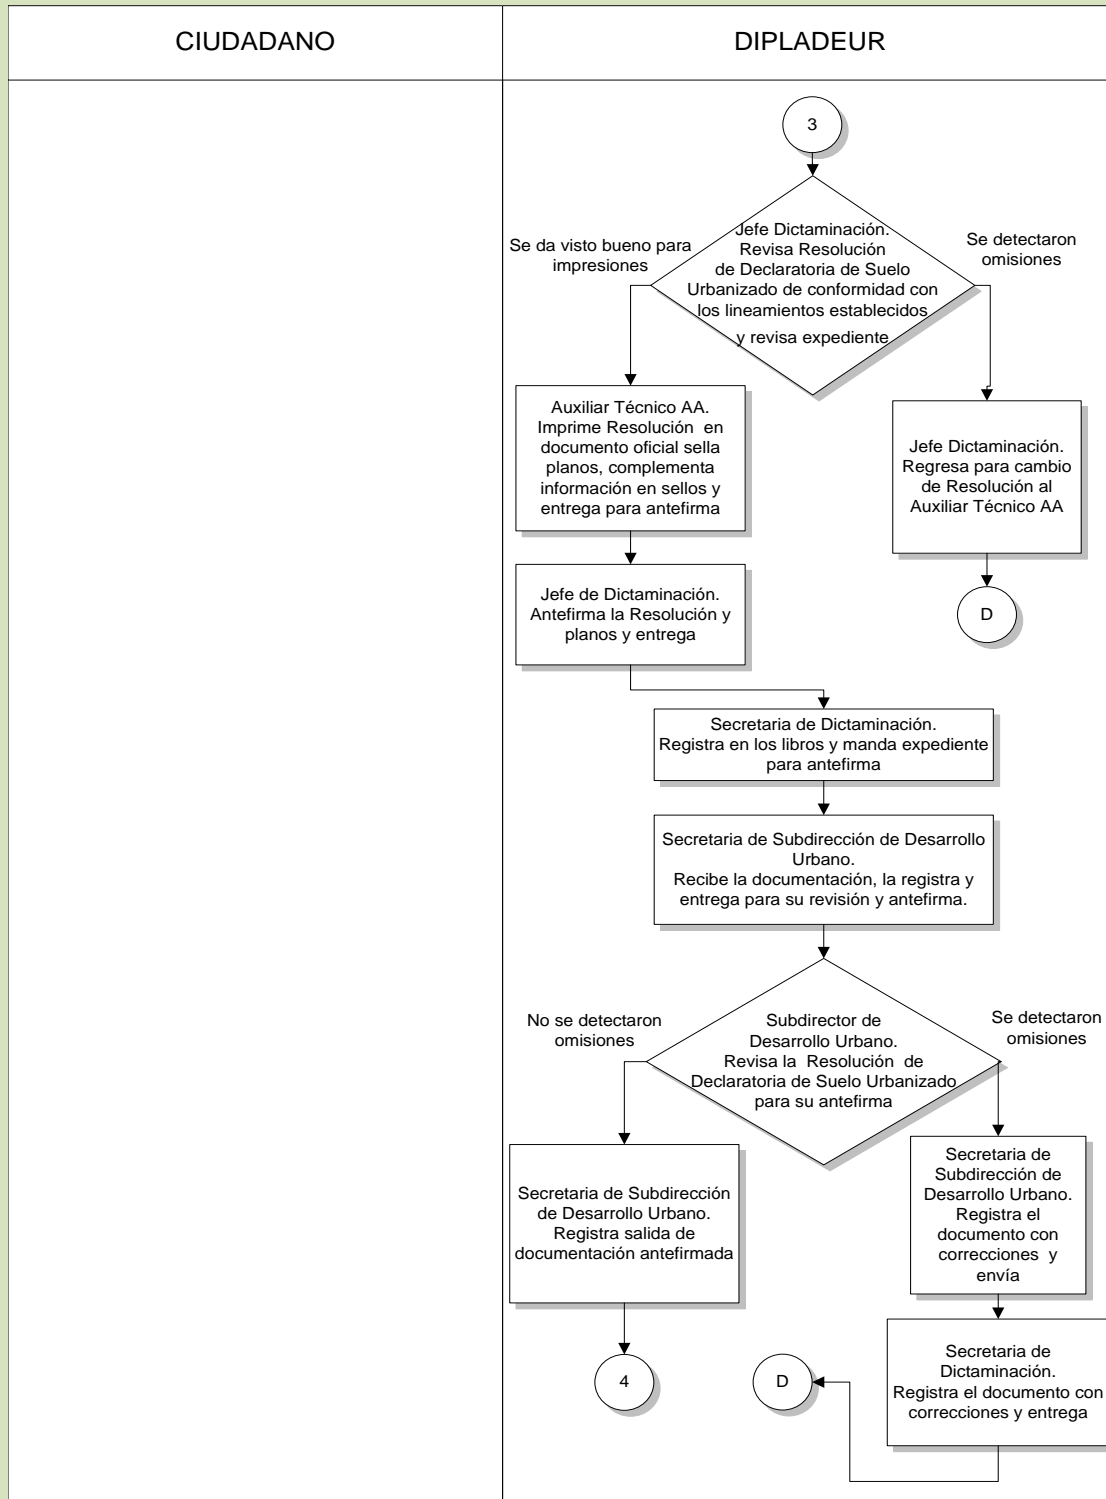 CIUDADANO
DIPLADEUR
3
Jefe Dictaminación.
Revisa Resolución
de Declaratoria de Suelo
Urbanizado de conformidad con
los lineamientos establecidos
y revisa expediente
Se da visto bueno para
impresiones
Se detectaron
omisiones
Auxiliar Técnico AA.
Imprime Resolución en
documento oficial sella
planos, complementa
información en sellos y
entrega para antefirma
Jefe Dictaminación.
Regresa para cambio
de Resolución al
Auxiliar Técnico AA
Jefe de Dictaminación.
Antefirma la Resolución y
planos y entrega
D
Secretaria de Dictaminación.
Registra en los libros y manda expediente
para antefirma
Secretaria de Subdirección de Desarrollo
Urbano.
Recibe la documentación, la registra y
entrega para su revisión y antefirma.
No se detectaron
omisiones
Subdirector de
Desarrollo Urbano.
Revisa la Resolución de
Declaratoria de Suelo Urbanizado
para su antefirma
Se detectaron
omisiones
Secretaria de Subdirección
de Desarrollo Urbano.
Registra salida de
documentación antefirmada
Secretaria de
Subdirección de
Desarrollo Urbano.
Registra el
documento con
correcciones y
envía
4
D
Secretaria de
Dictaminación.
Registra el documento con
correcciones y entrega